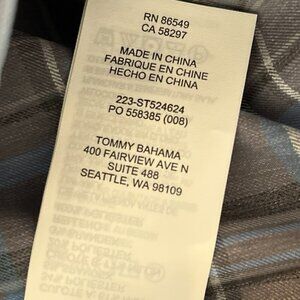 RN 86549
CA 58297
MADE IN CHINA
FABRIQUE EN CHINE
HECHO EN CHINA
223-ST524624
PO 558385 (008)
TOMMY BAHAMA
400 FAIRVIEW AVE N
SUITE 488
SEATTLE, WA 98109